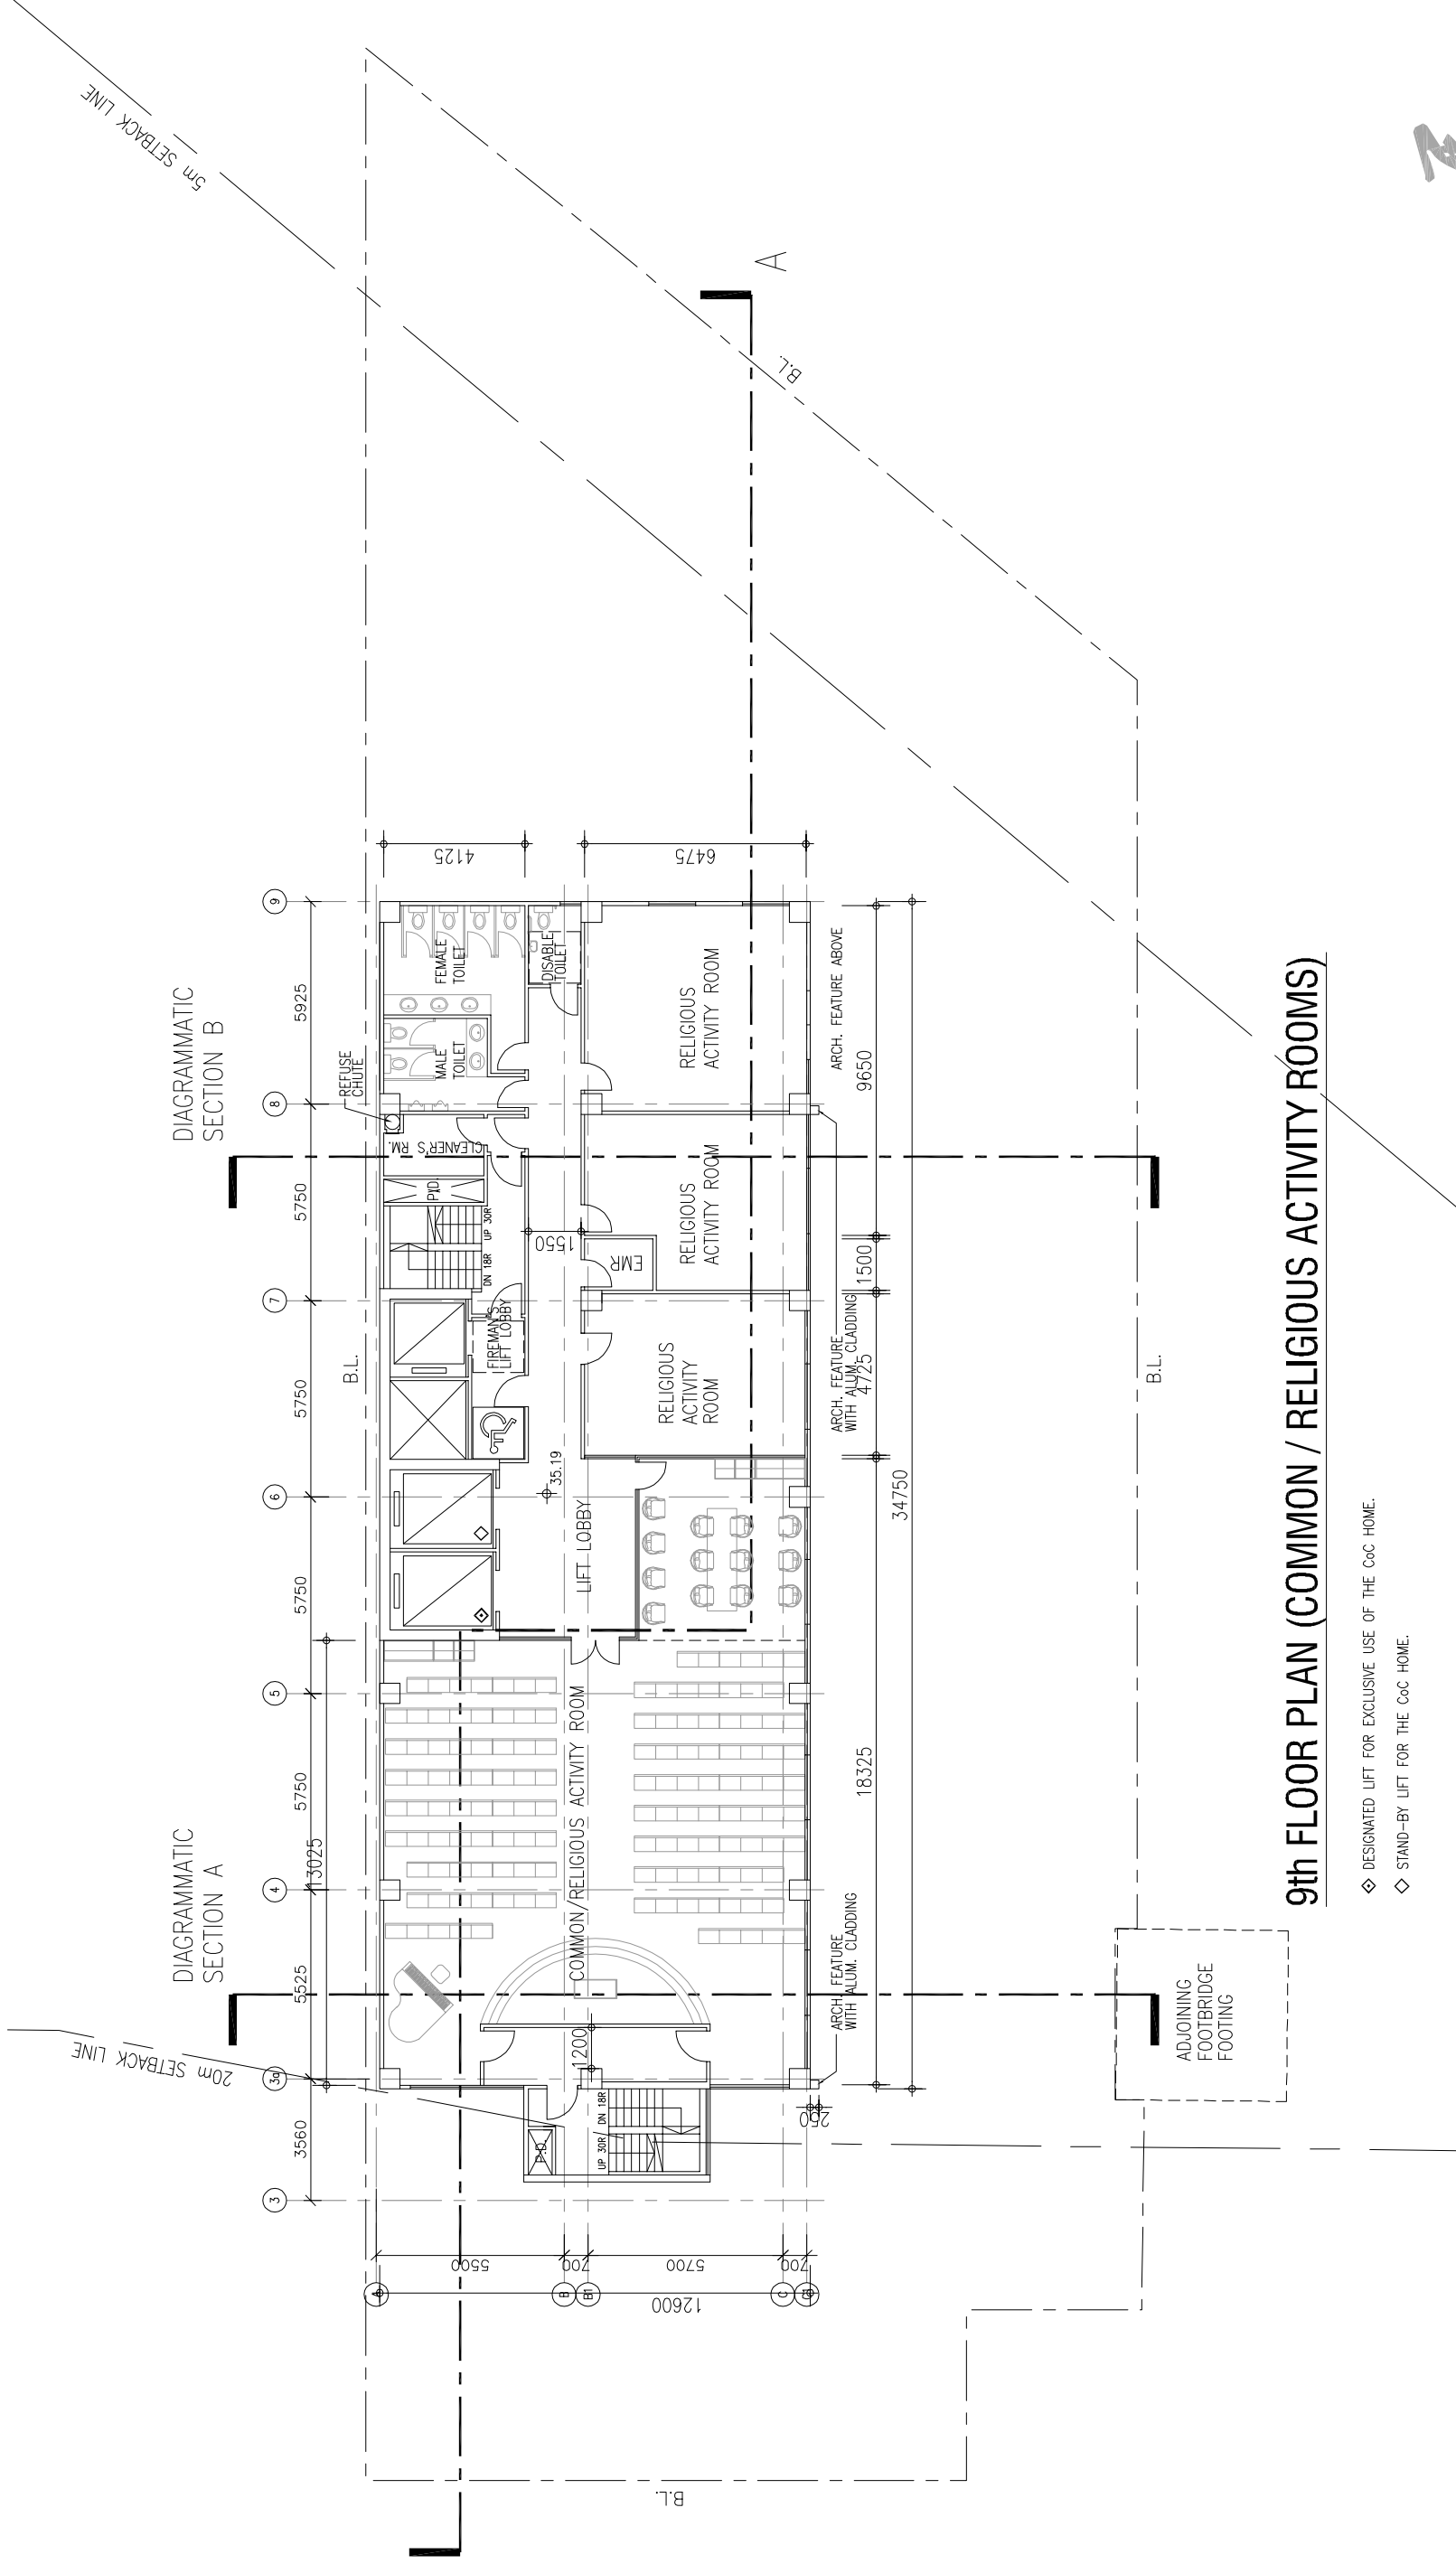 5m SETBACK LINE
A
B.L.
DIAGRAMMATIC
SECTION B
DIAGRAMMATIC
SECTION A
20m SETBACK LINE
3
3a
4
5
6
7
8
9
3560
5525
5750
5750
5750
5750
5925
13025
B.L.
REFUSE
CHUTE
4125
6475
FEMALE
TOILET
MALE
TOILET
DISABLE
TOILET
CLEANER'S RM.
P.D.
UP 30R
DN 18R
FIREMAN'S
LIFT LOBBY
1550
EMR
RELIGIOUS
ACTIVITY ROOM
RELIGIOUS
ACTIVITY ROOM
RELIGIOUS
ACTIVITY
ROOM
35.19
LIFT LOBBY
COMMON/RELIGIOUS ACTIVITY ROOM
1200
P.D.
UP 30R
DN 18R
ARCH. FEATURE ABOVE
ARCH. FEATURE
WITH ALUM. CLADDING
ARCH. FEATURE
WITH ALUM. CLADDING
250
18325
4725
1500
9650
34750
5500
700
5700
700
12600
A
B
B1
C
B.L.
B.L.
ADJOINING
FOOTBRIDGE
FOOTING
9th FLOOR PLAN (COMMON / RELIGIOUS ACTIVITY ROOMS)
DESIGNATED LIFT FOR EXCLUSIVE USE OF THE CoC HOME.
STAND-BY LIFT FOR THE CoC HOME.